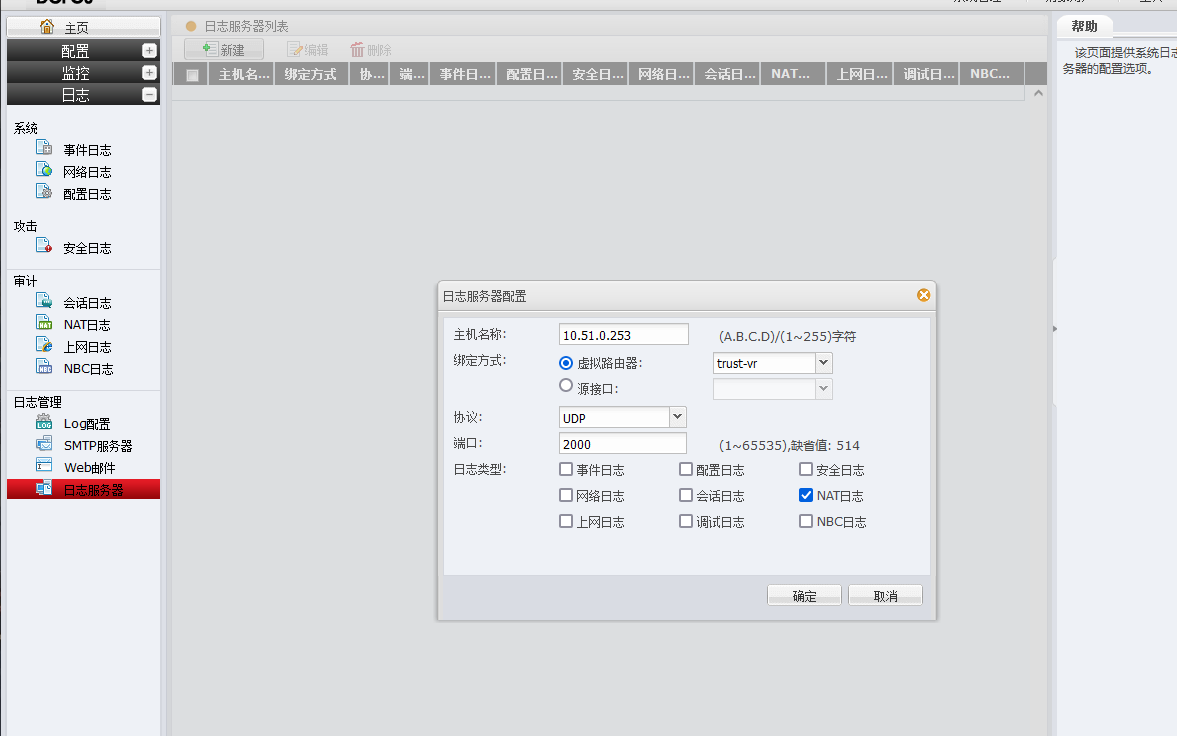 日志服务器列表
帮助
主页
新建
编辑
删除
配置
监控
日志
主机名...
绑定方式
协...
端...
事件日...
配置日...
安全日...
网络日...
会话日...
NAT...
上网日...
调试日...
NBC...
该页面提供系统日志
务器的配置选项。
系统
事件日志
网络日志
配置日志
攻击
安全日志
审计
会话日志
NAT日志
上网日志
NBC日志
日志管理
Log配置
SMTP服务器
Web邮件
日志服务器
日志服务器配置
主机名称:
10.51.0.253
(A.B.C.D)/(1~255)字符
绑定方式:
虚拟路由器:
trust-vr
源接口:
协议:
UDP
端口:
2000
(1~65535),缺省值: 514
日志类型:
事件日志
配置日志
安全日志
网络日志
会话日志
NAT日志
上网日志
调试日志
NBC日志
确定
取消